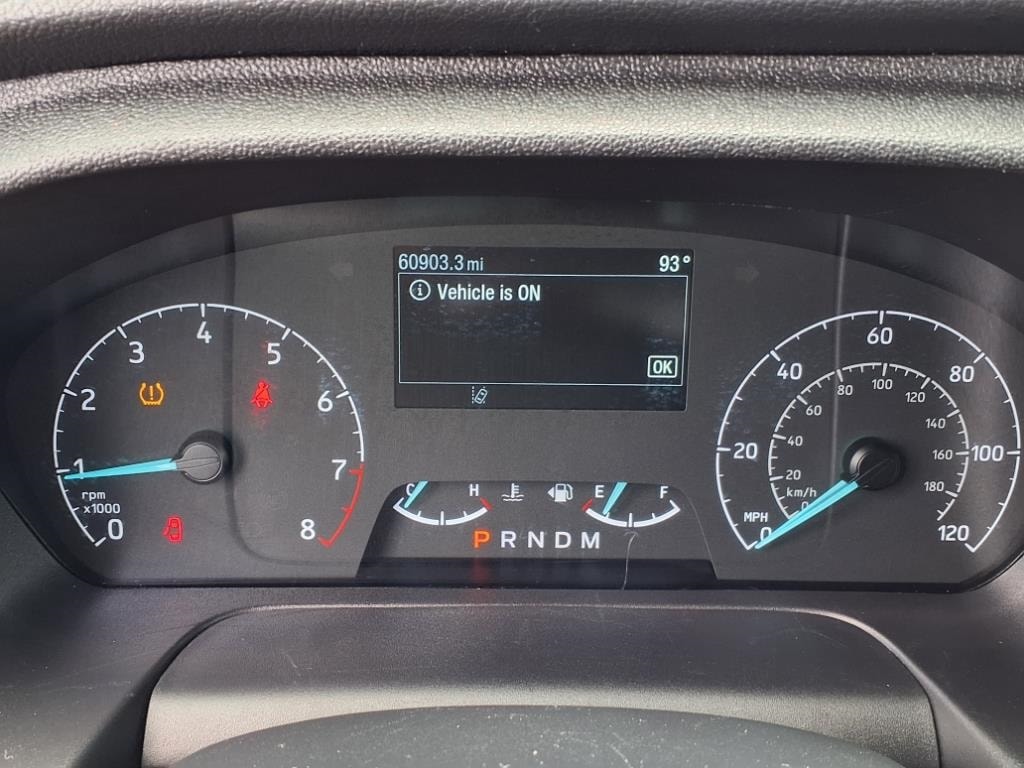 60903.3 mi 93°
Vehicle is ON
OK
0 1 2 3 4 5 6 7 8
rpm
x1000
C H E F
P R N D M
0 20 40 60 80 100 120
MPH
0 20 40 60 80 100 120 140 160 180
km/h